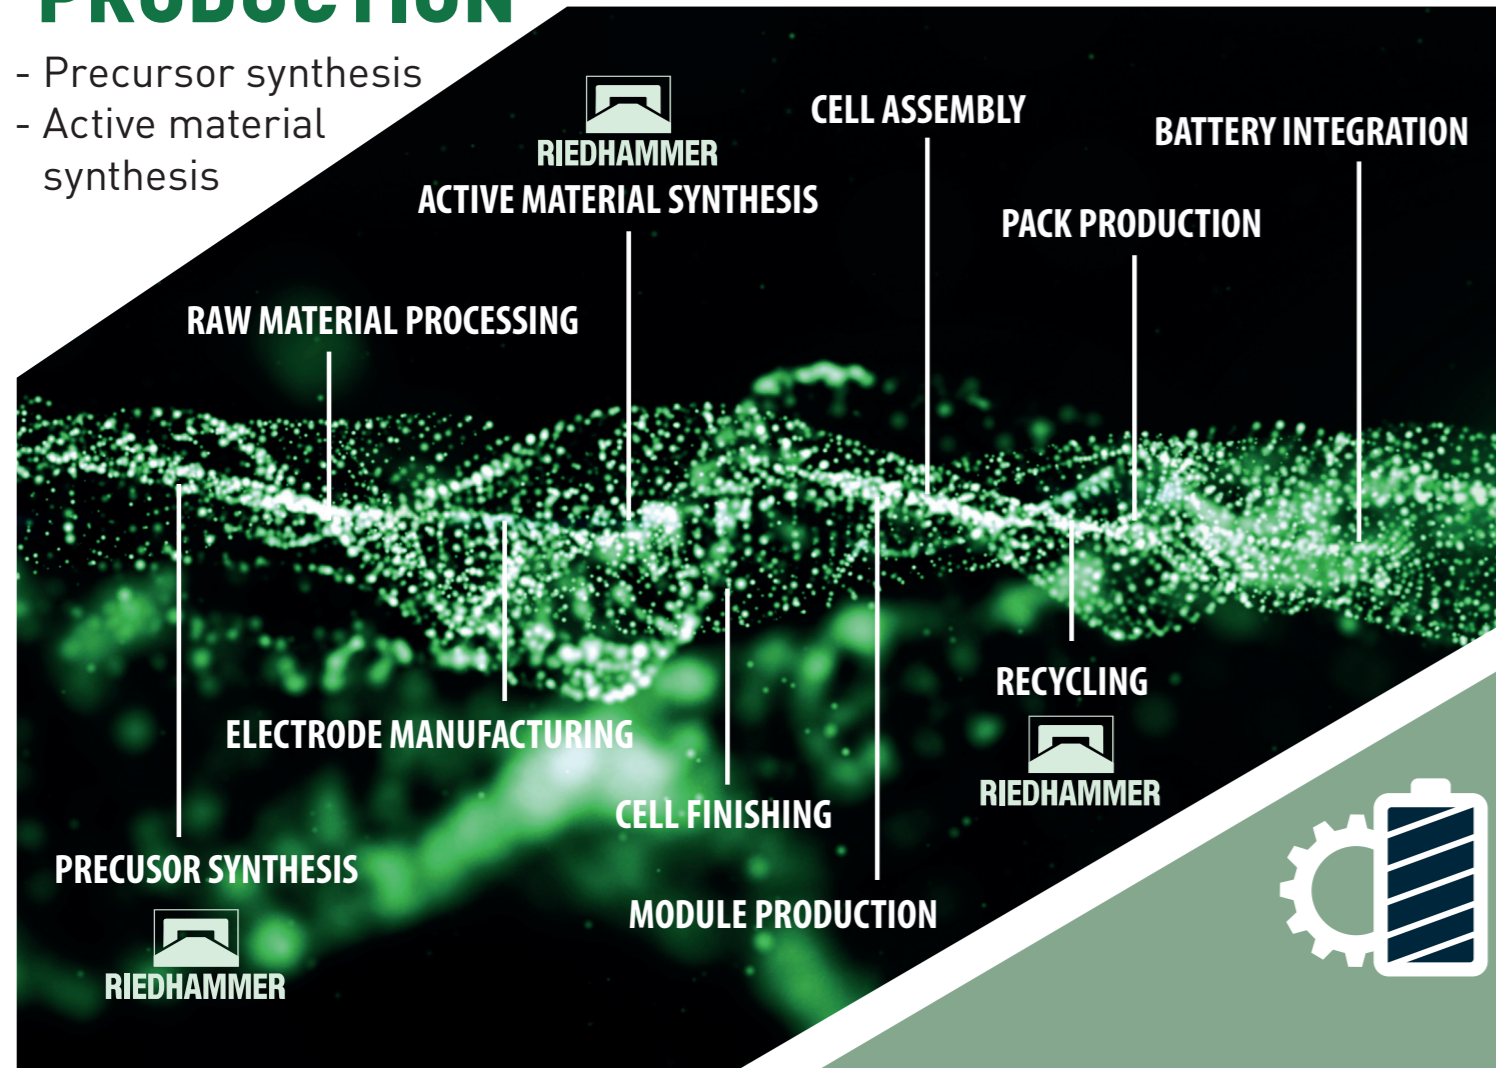 PRODUCTION
- Precursor synthesis
- Active material
synthesis
RIEDHAMMER
ACTIVE MATERIAL SYNTHESIS
CELL ASSEMBLY
BATTERY INTEGRATION
PACK PRODUCTION
RAW MATERIAL PROCESSING
RECYCLING
RIEDHAMMER
ELECTRODE MANUFACTURING
CELL FINISHING
PRECUSOR SYNTHESIS
RIEDHAMMER
MODULE PRODUCTION